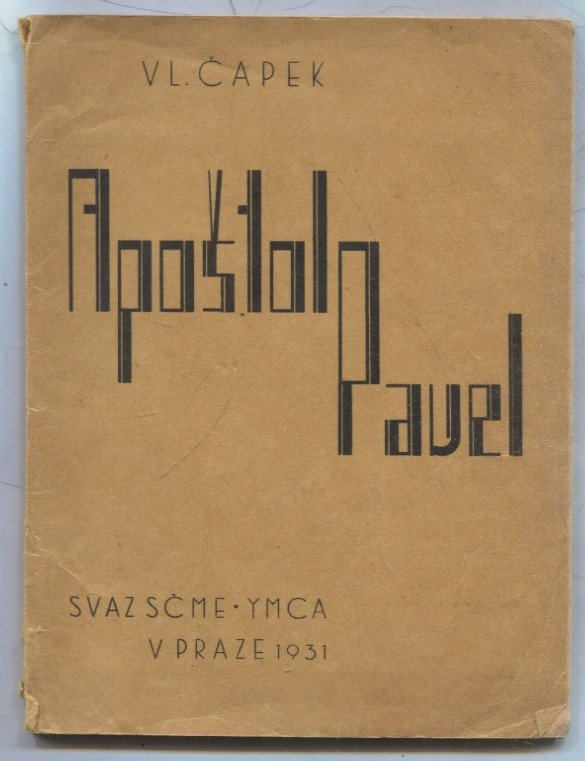 VL. ČAPEK
Apoštol
Pavel
SVAZ SČME · YMCA
V PRAZE 1931